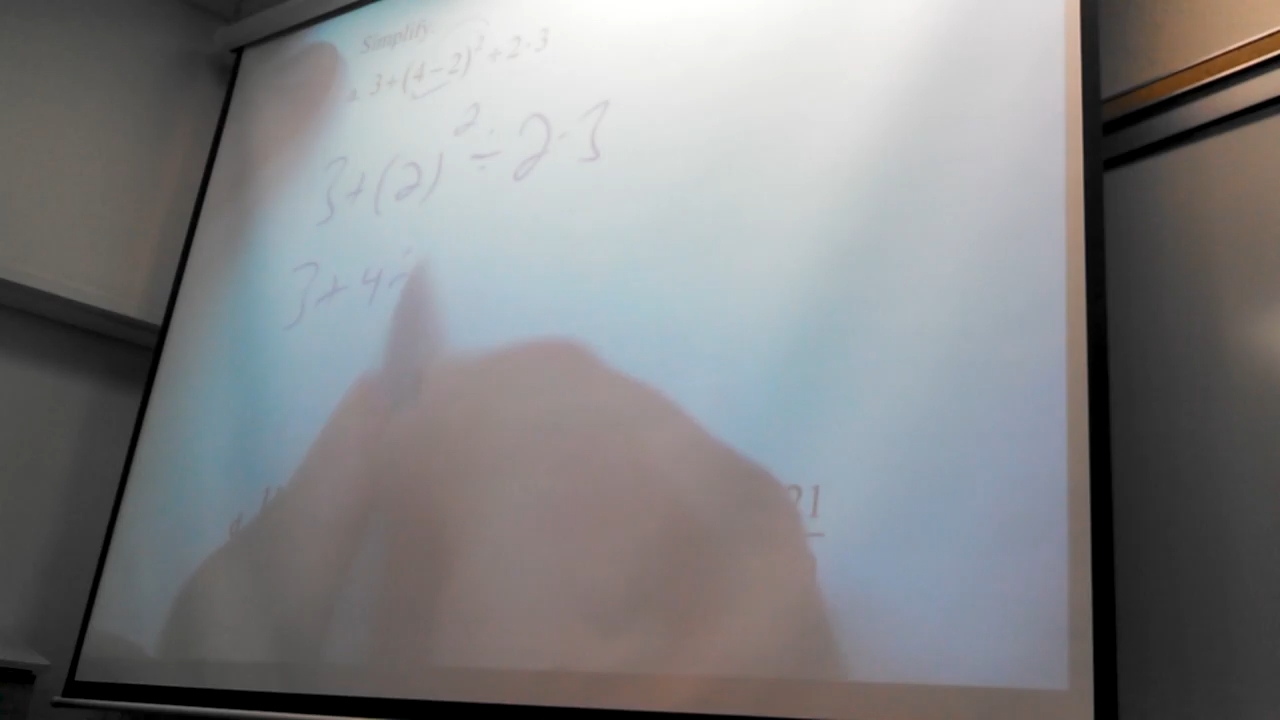 Simplify.
a. 3+(4−2)² ÷ 2·3
3+(2)² ÷ 2·3
3+4÷
21